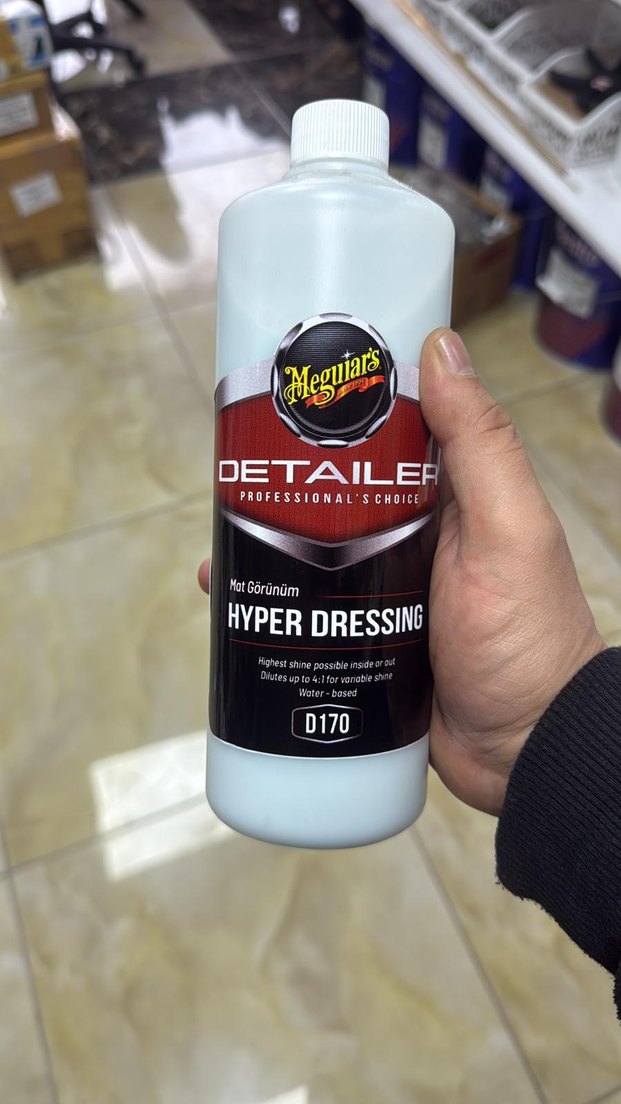 Meguiar's
DETAILER
PROFESSIONAL'S CHOICE
Mat Görünüm
HYPER DRESSING
Highest shine possible inside or out
Dilutes up to 4:1 for variable shine
Water - based
D170